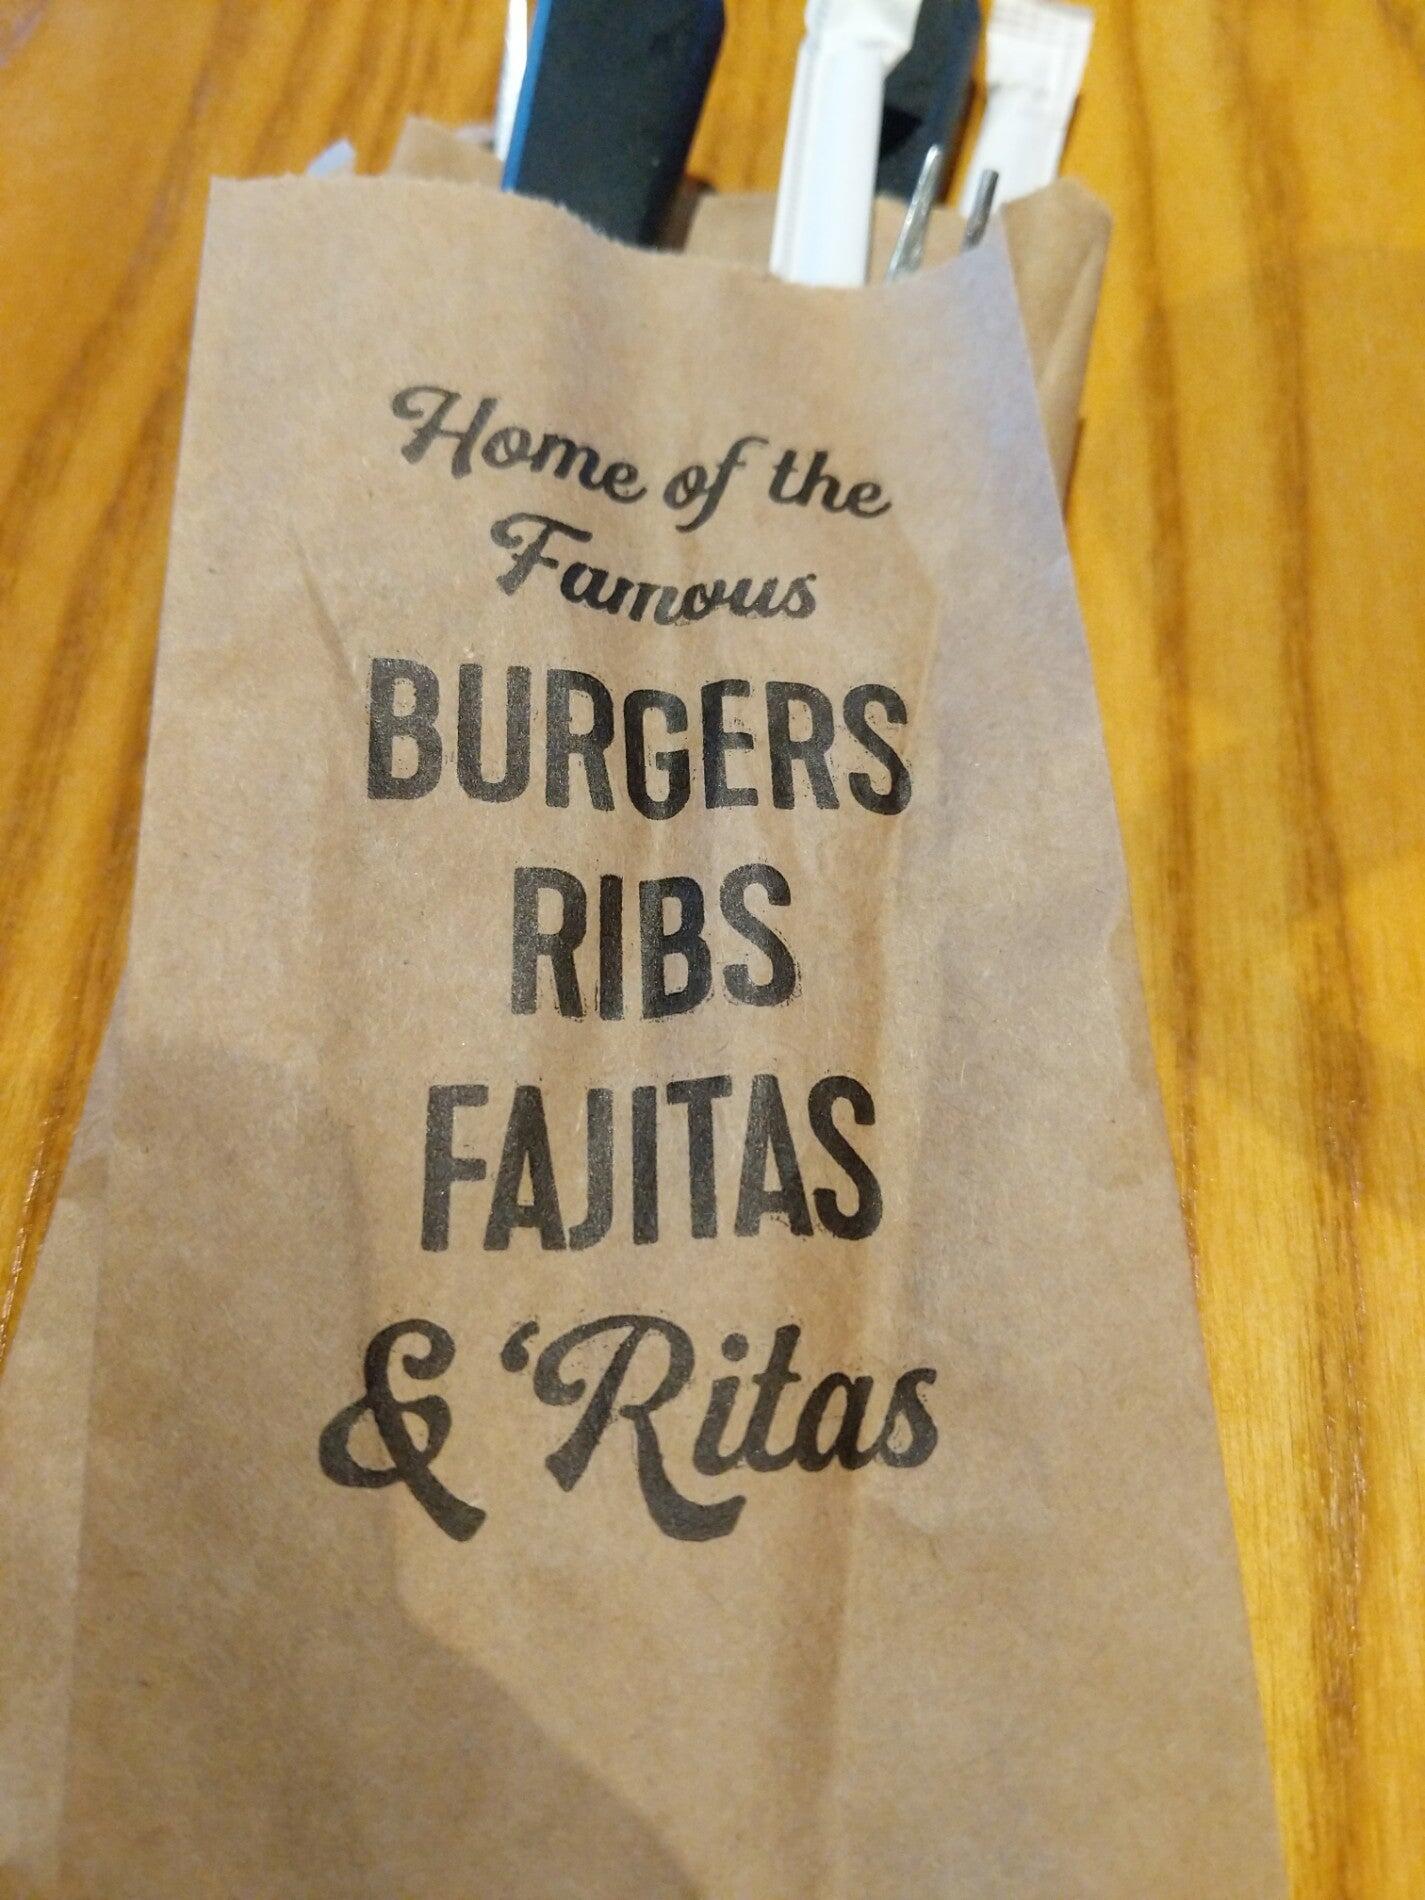 Home of the
Famous
BURGERS
RIBS
FAJITAS
& ‘Ritas